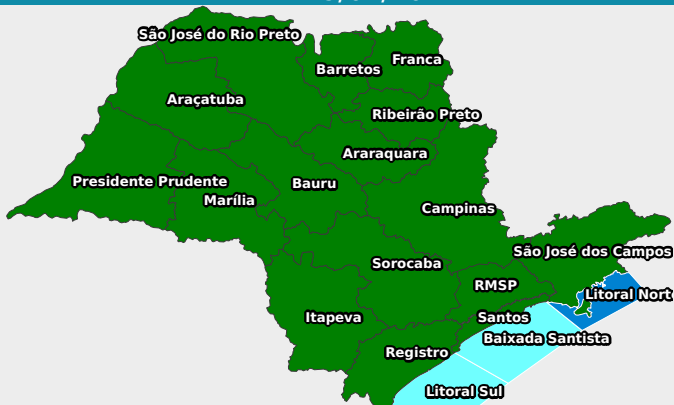 São José do Rio Preto
Franca
Barretos
Araçatuba
Ribeirão Preto
Araraquara
Presidente Prudente
Bauru
Marília
Campinas
São José dos Campos
Sorocaba
RMSP
Litoral Nort
Itapeva
Santos
Baixada Santista
Registro
Litoral Sul